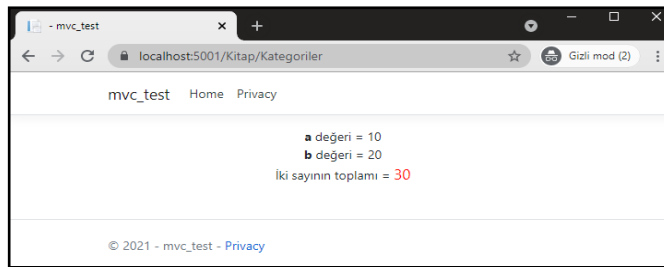 - mvc_test
localhost:5001/Kitap/Kategoriler
Gizli mod (2)
mvc_test Home Privacy
a değeri = 10
b değeri = 20
İki sayının toplamı = 30
© 2021 - mvc_test - Privacy